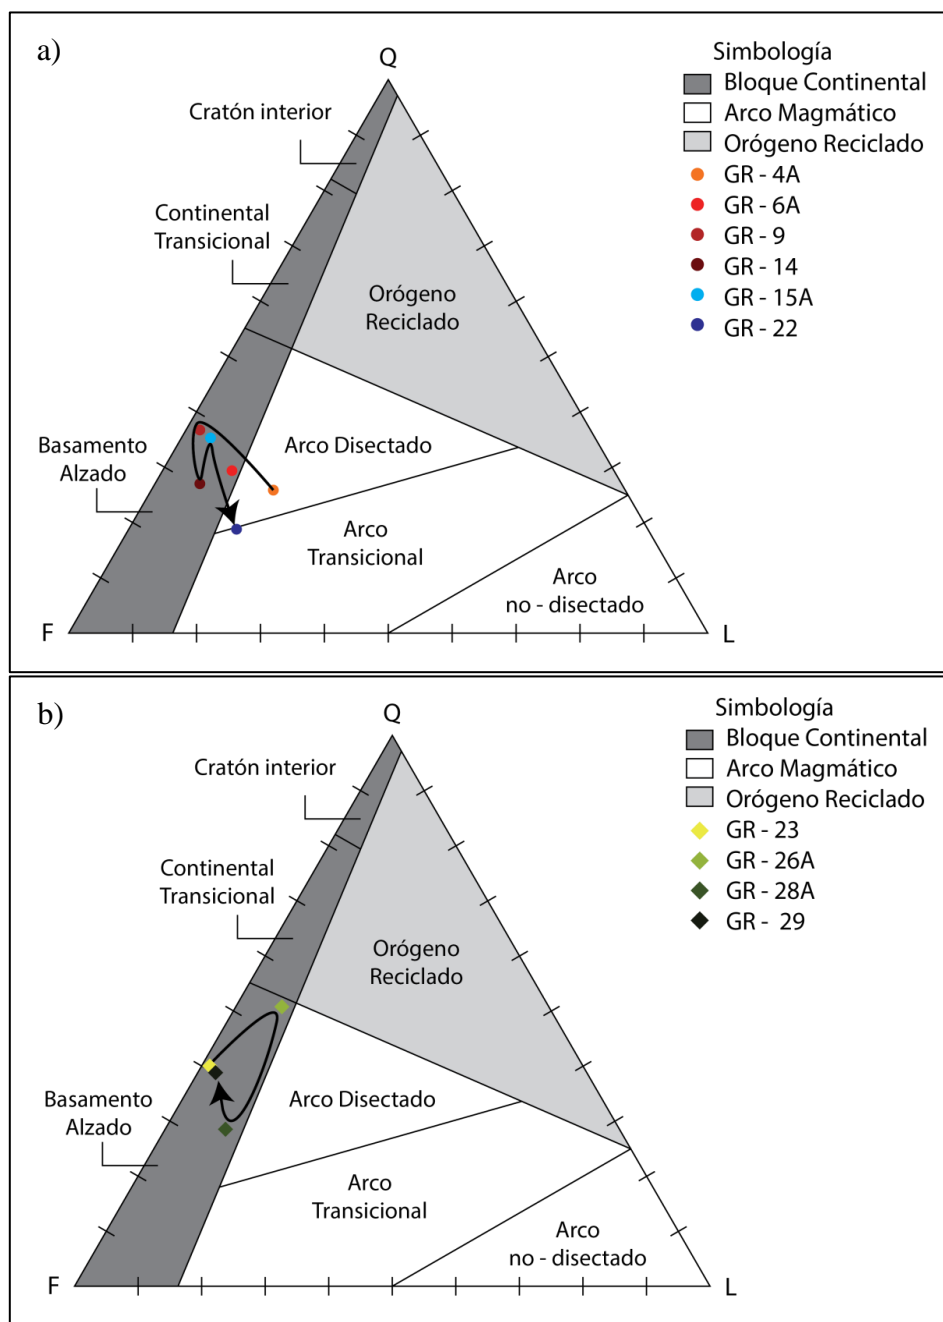 a)
Q
Simbología
Bloque Continental
Arco Magmático
Orógeno Reciclado
GR - 4A
GR - 6A
GR - 9
GR - 14
GR - 15A
GR - 22
Cratón interior
Continental
Transicional
Orógeno
Reciclado
Basamento
Alzado
Arco Disectado
Arco
Transicional
Arco
no - disectado
F
L
b)
Q
Simbología
Bloque Continental
Arco Magmático
Orógeno Reciclado
GR - 23
GR - 26A
GR - 28A
GR - 29
Cratón interior
Continental
Transicional
Orógeno
Reciclado
Basamento
Alzado
Arco Disectado
Arco
Transicional
Arco
no - disectado
F
L